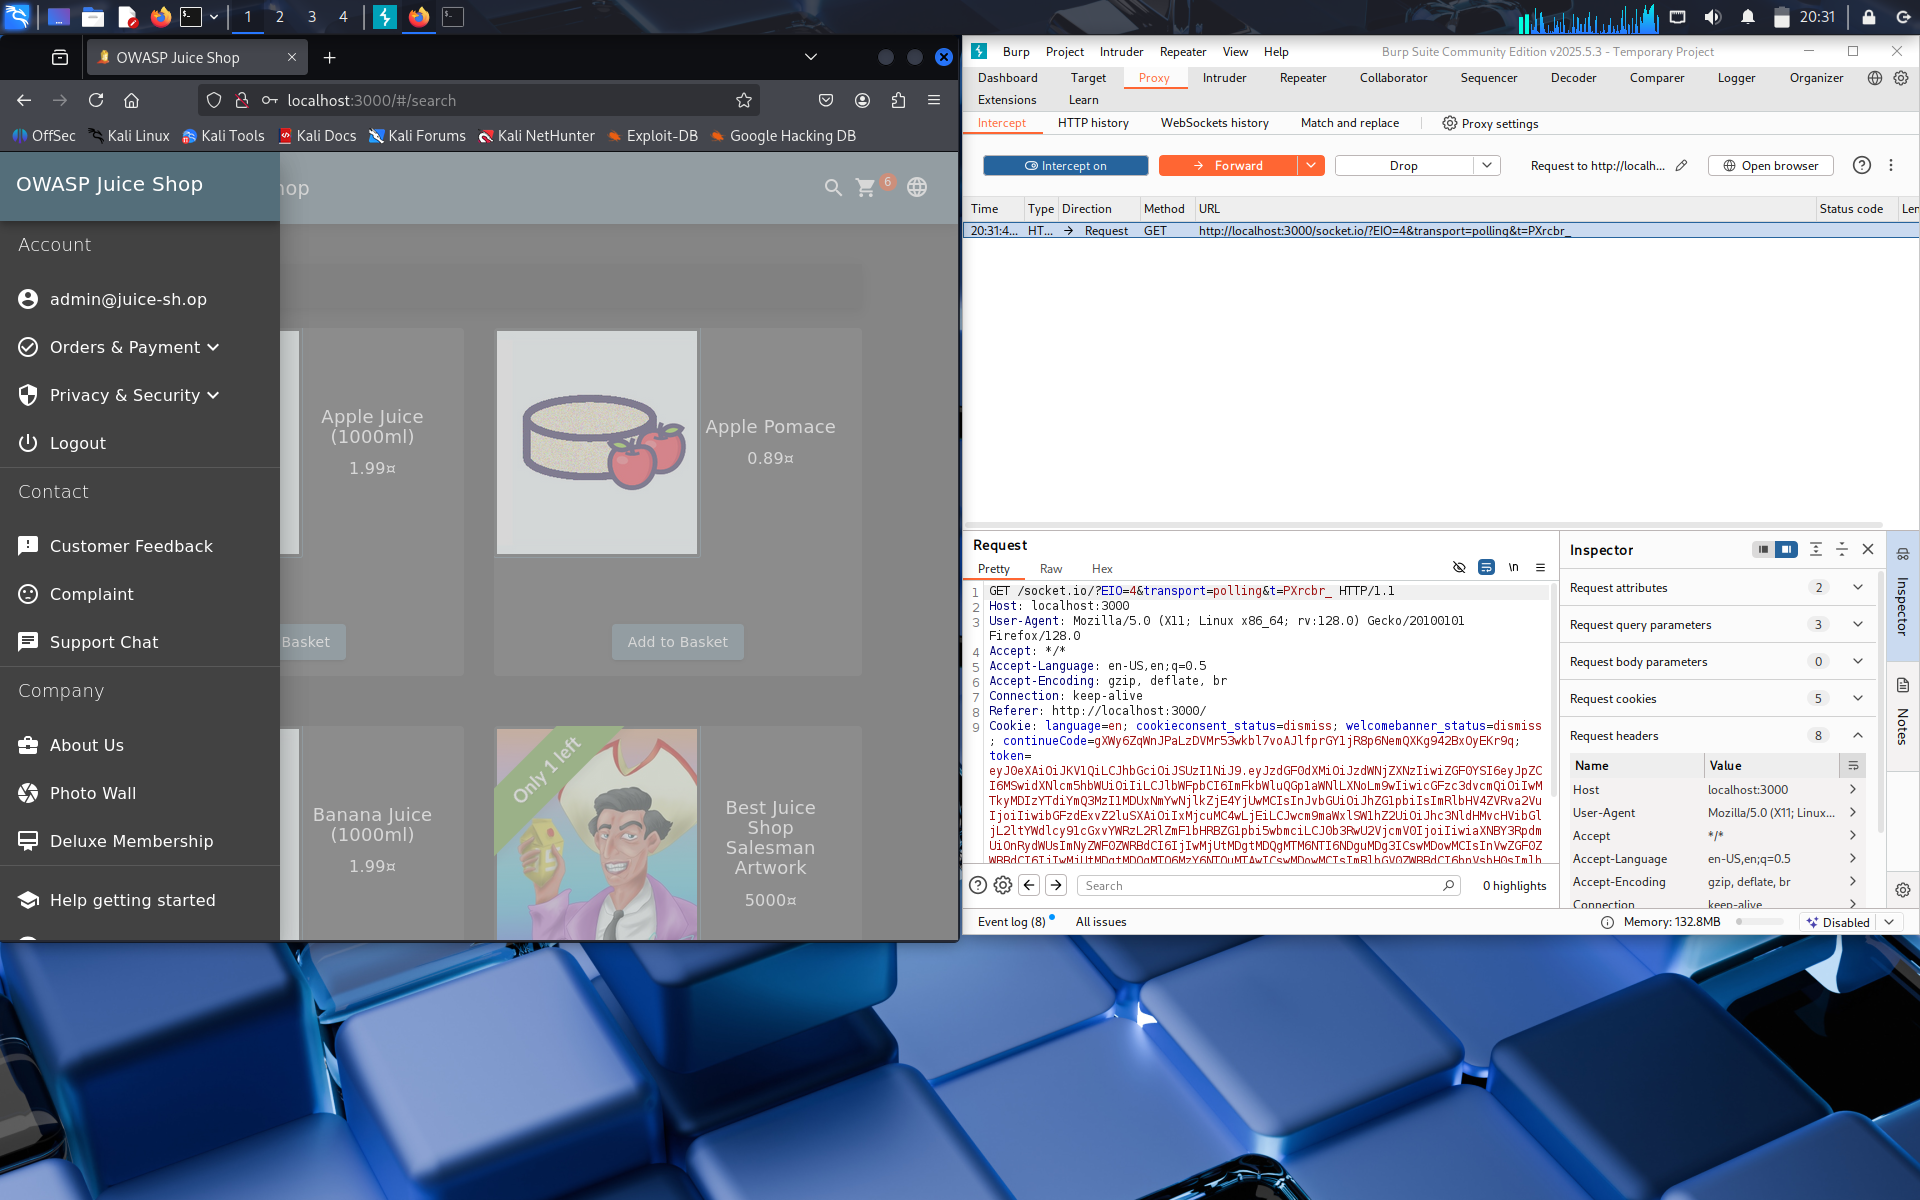 1
2
3
4
20:31
OWASP Juice Shop
localhost:3000/#/search
OffSec
Kali Linux
Kali Tools
Kali Docs
Kali Forums
Kali NetHunter
Exploit-DB
Google Hacking DB
OWASP Juice Shop
hop
6
Account
admin@juice-sh.op
Orders & Payment
Privacy & Security
Logout
Contact
Customer Feedback
Complaint
Support Chat
Company
About Us
Photo Wall
Deluxe Membership
Help getting started
Apple Juice
(1000ml)
1.99¤
Basket
Apple Pomace
0.89¤
Add to Basket
Banana Juice
(1000ml)
1.99¤
Only 1 left
Best Juice
Shop
Salesman
Artwork
5000¤
Burp Project Intruder Repeater View Help
Burp Suite Community Edition v2025.5.3 - Temporary Project
Dashboard Target Proxy Intruder Repeater Collaborator Sequencer Decoder Comparer Logger Organizer
Extensions Learn
Intercept HTTP history WebSockets history Match and replace Proxy settings
Intercept on Forward Drop Request to http://localh... Open browser
Time Type Direction Method URL Status code Len
20:31:4... HT... Request GET http://localhost:3000/socket.io/?EIO=4&transport=polling&t=PXrcbr_
Request
Pretty Raw Hex \n
1 GET /socket.io/?EIO=4&transport=polling&t=PXrcbr_ HTTP/1.1
2 Host: localhost:3000
3 User-Agent: Mozilla/5.0 (X11; Linux x86_64; rv:128.0) Gecko/20100101
Firefox/128.0
4 Accept: */*
5 Accept-Language: en-US,en;q=0.5
6 Accept-Encoding: gzip, deflate, br
7 Connection: keep-alive
8 Referer: http://localhost:3000/
9 Cookie: language=en; cookieconsent_status=dismiss; welcomebanner_status=dismiss
; continueCode=gXWy6ZqWnJPaLzDVMr53wkbl7voAJlfprGY1jR8p6NemQXKg942BxOyEKr9q;
token=
0 highlights
Search
Inspector
Request attributes 2
Request query parameters 3
Request body parameters 0
Request cookies 5
Request headers 8
Name Value
Host localhost:3000
User-Agent Mozilla/5.0 (X11; Linux...
Accept */*
Accept-Language en-US,en;q=0.5
Accept-Encoding gzip, deflate, br
Connection keep-alive
Inspector
Notes
Event log (8) All issues
Memory: 132.8MB
Disabled